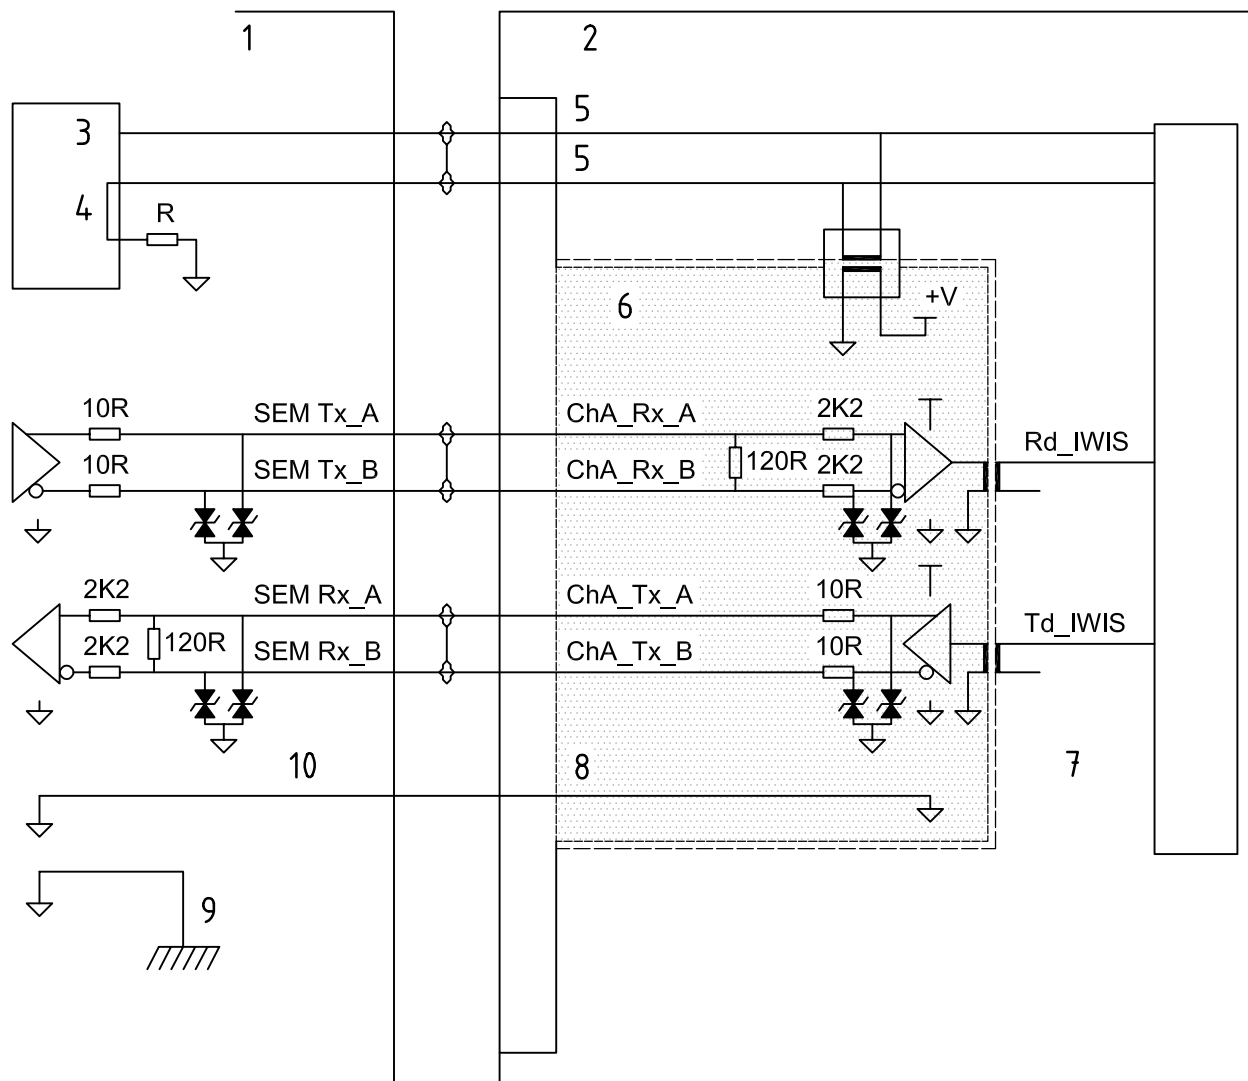 1
2
3
5
5
4
R
6
+V
10R
SEM Tx_A
ChA_Rx_A
2K2
Rd_IWIS
10R
SEM Tx_B
ChA_Rx_B
120R
2K2
2K2
SEM Rx_A
ChA_Tx_A
10R
Td_IWIS
2K2
120R
SEM Rx_B
ChA_Tx_B
10R
10
8
7
9